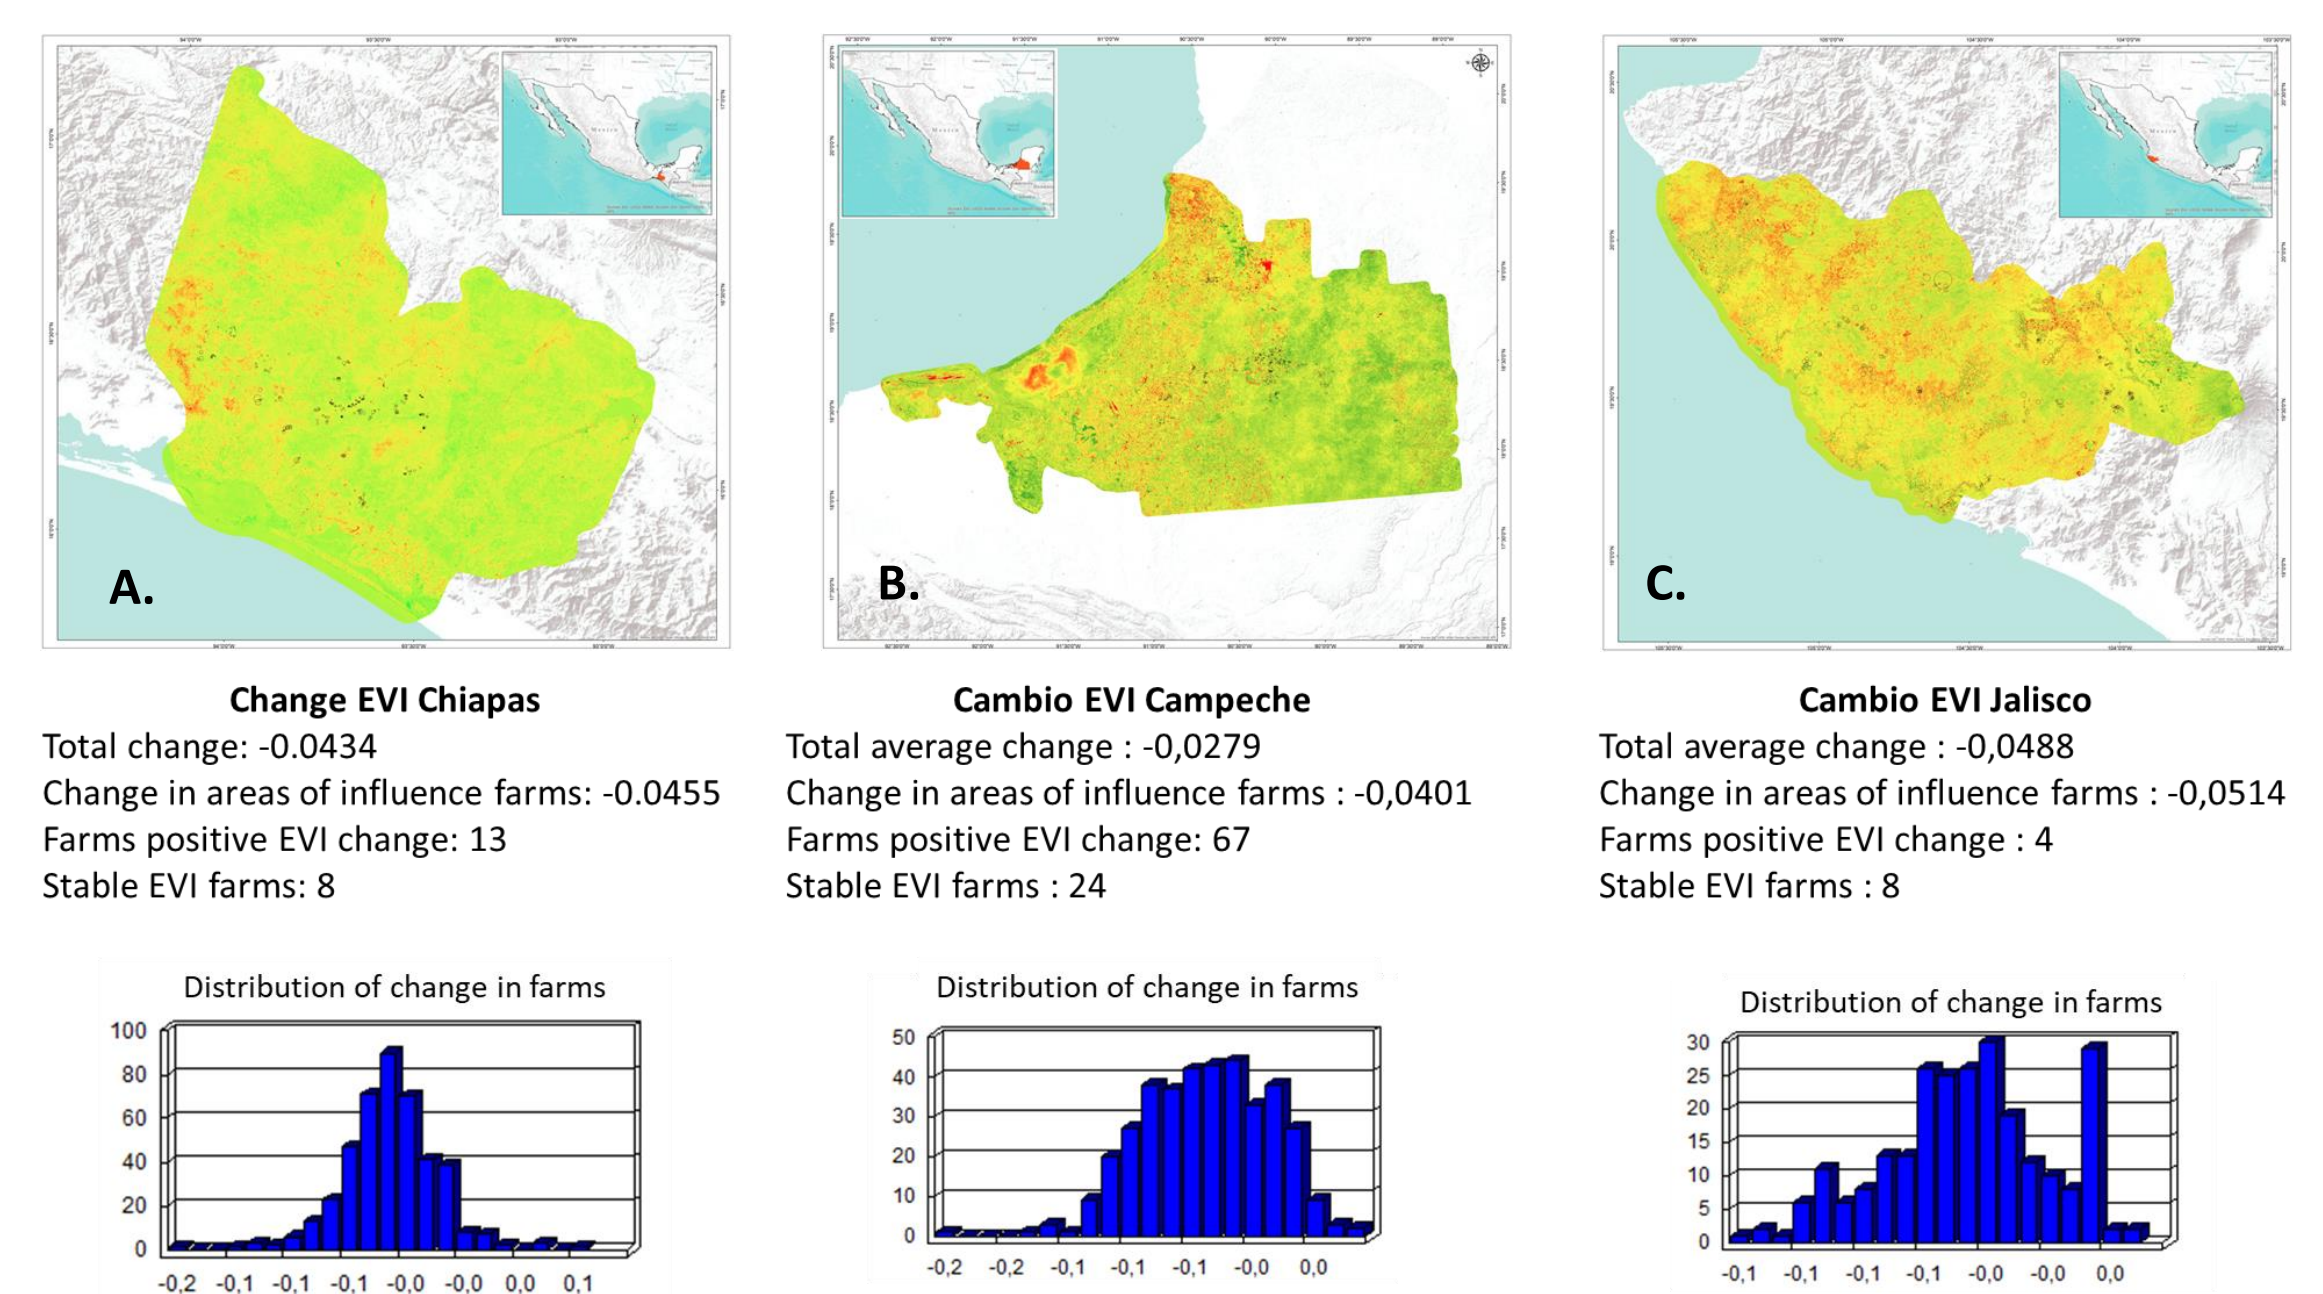 A.
B.
C.
Mexico
Mexico
Mexico
Change EVI Chiapas
Total change: -0.0434
Change in areas of influence farms: -0.0455
Farms positive EVI change: 13
Stable EVI farms: 8
Cambio EVI Campeche
Total average change : -0,0279
Change in areas of influence farms : -0,0401
Farms positive EVI change: 67
Stable EVI farms : 24
Cambio EVI Jalisco
Total average change : -0,0488
Change in areas of influence farms : -0,0514
Farms positive EVI change : 4
Stable EVI farms : 8
Distribution of change in farms
100
80
60
40
20
0
-0,2 -0,1 -0,1 -0,1 -0,0 -0,0 0,0 0,1
Distribution of change in farms
50
40
30
20
10
0
-0,2 -0,2 -0,1 -0,1 -0,1 -0,0 0,0
Distribution of change in farms
30
25
20
15
10
5
0
-0,1 -0,1 -0,1 -0,1 -0,0 -0,0 0,0